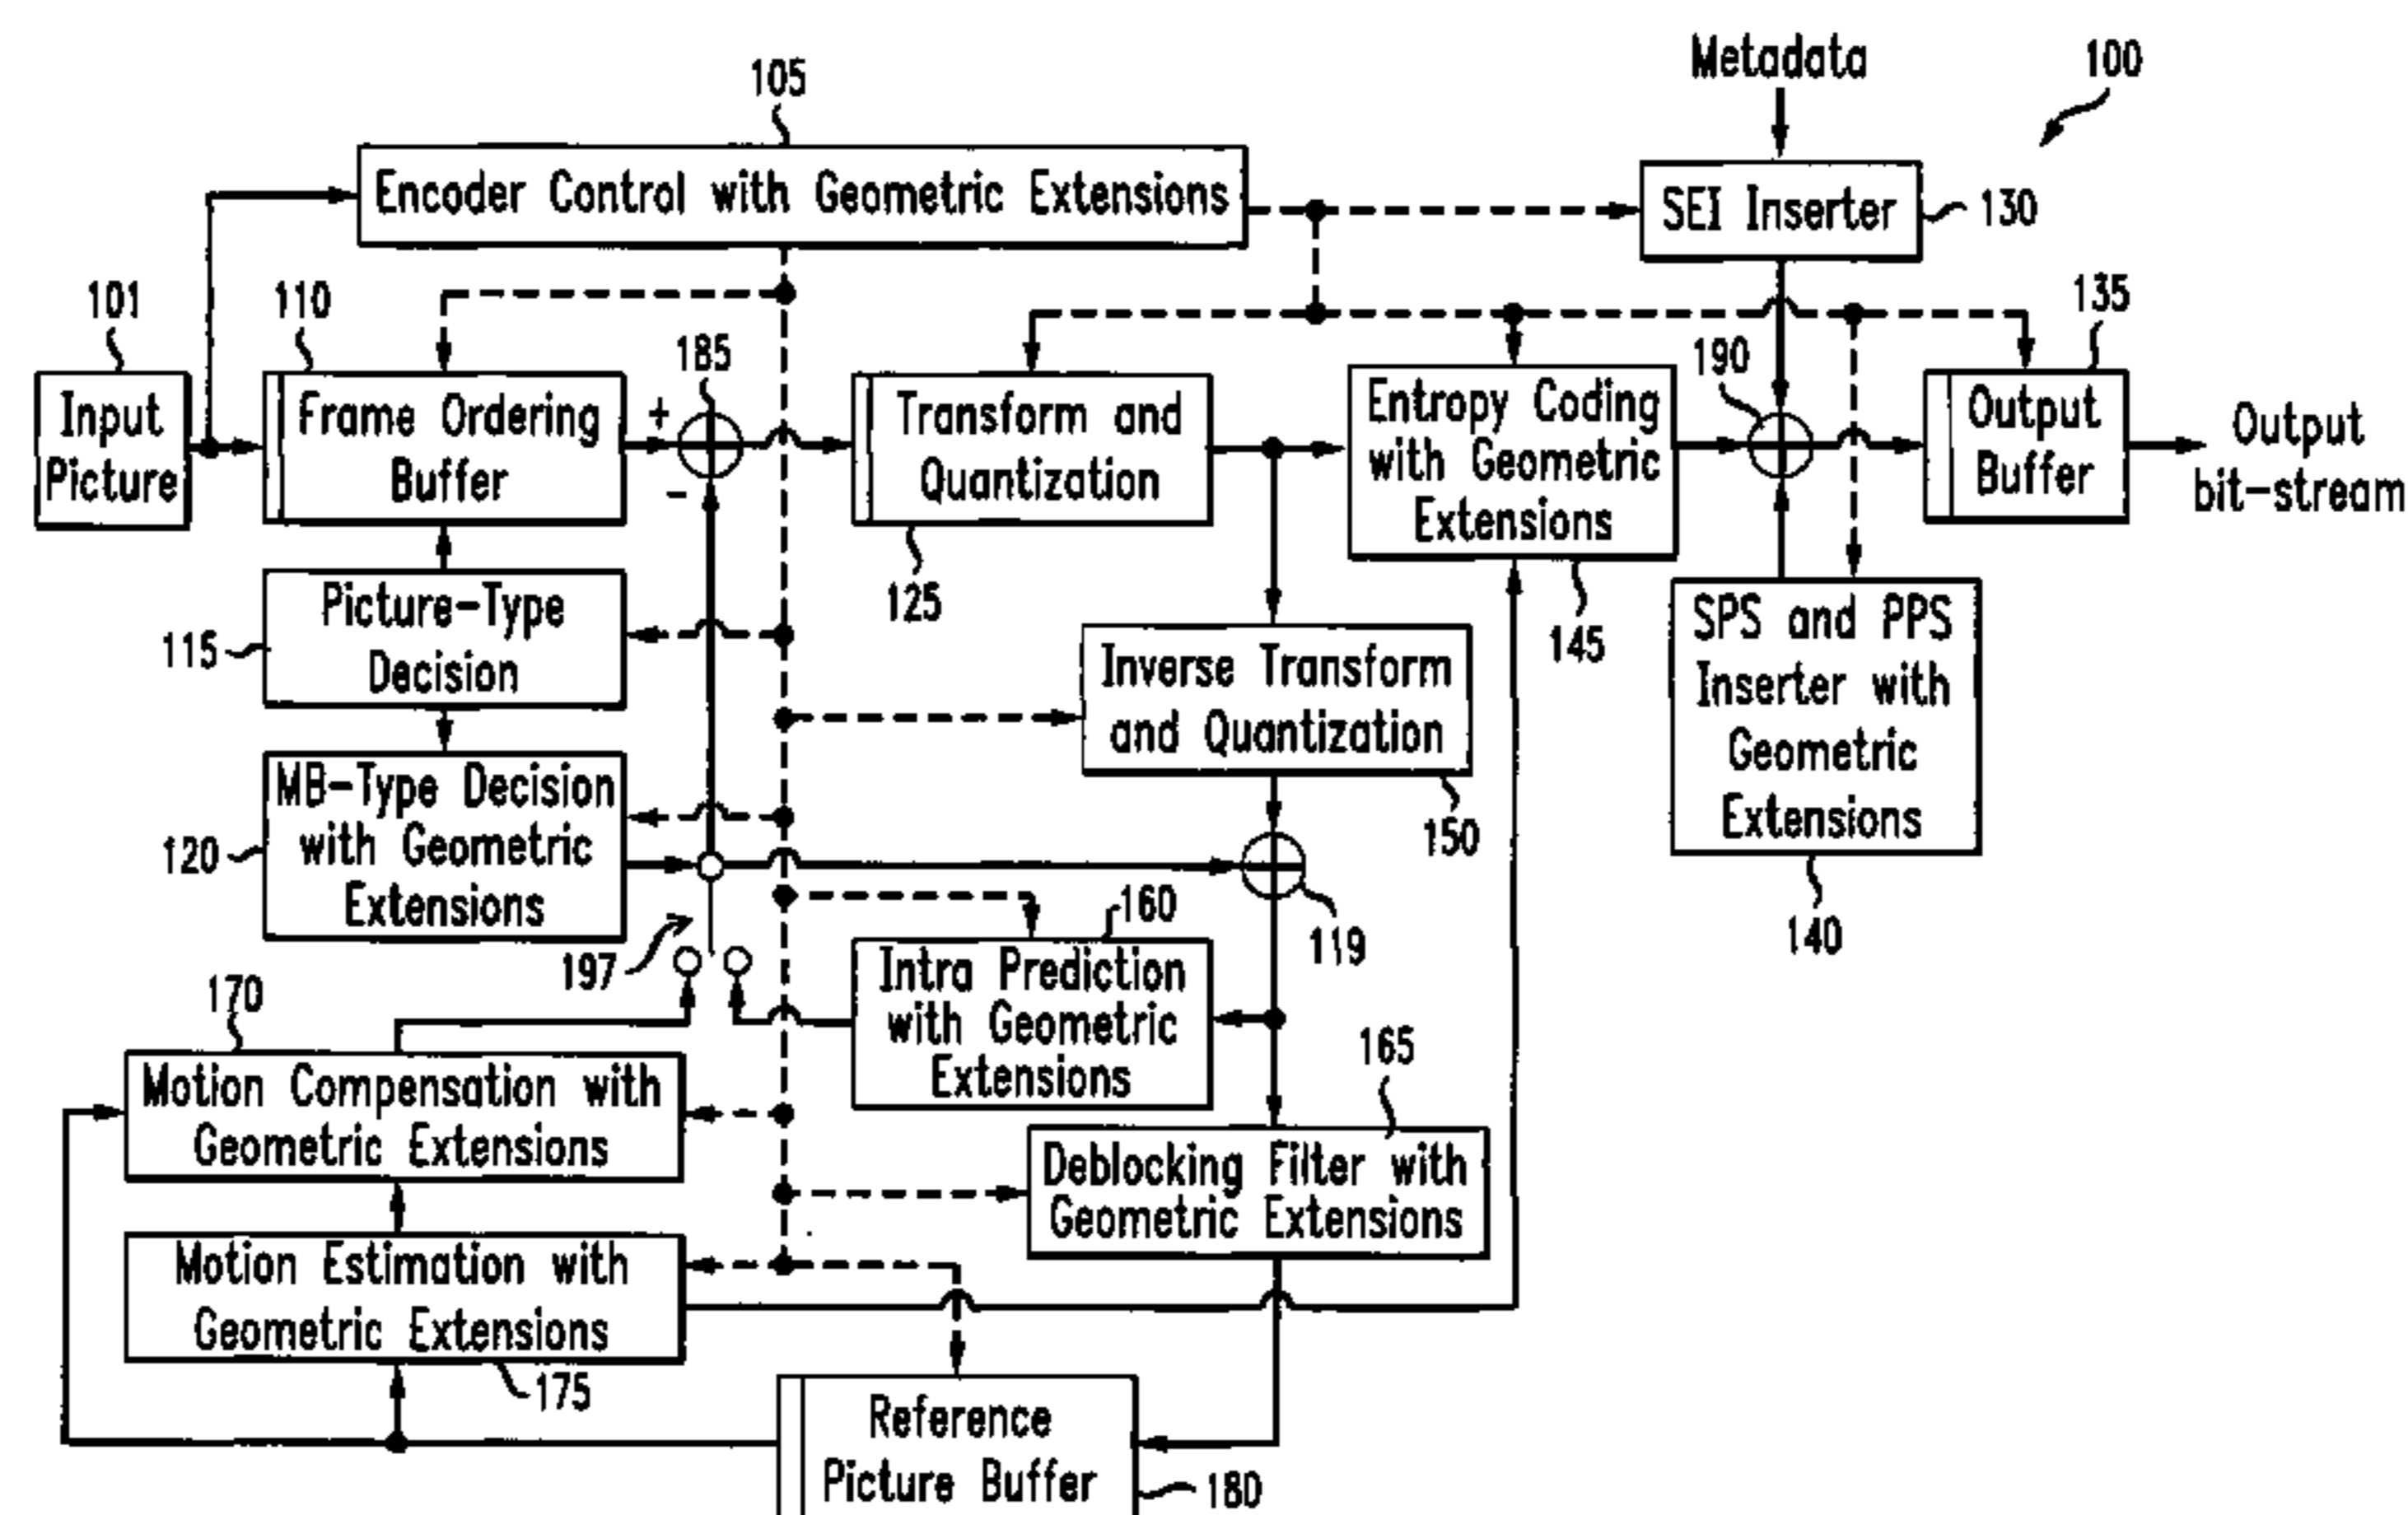 Metadata
100
105
Encoder Control with Geometric Extensions
SEI Inserter
130
101
110
185
190
135
Input
Picture
Frame Ordering
Buffer
+
-
Transform and
Quantization
125
Entropy Coding
with Geometric
Extensions
145
Output
Buffer
Output
bit-stream
115
Picture-Type
Decision
Inverse Transform
and Quantization
150
SPS and PPS
Inserter with
Geometric
Extensions
140
120
MB-Type Decision
with Geometric
Extensions
119
197
160
Intra Prediction
with Geometric
Extensions
170
Motion Compensation with
Geometric Extensions
165
Deblocking Filter with
Geometric Extensions
Motion Estimation with
Geometric Extensions
175
Reference
Picture Buffer
180